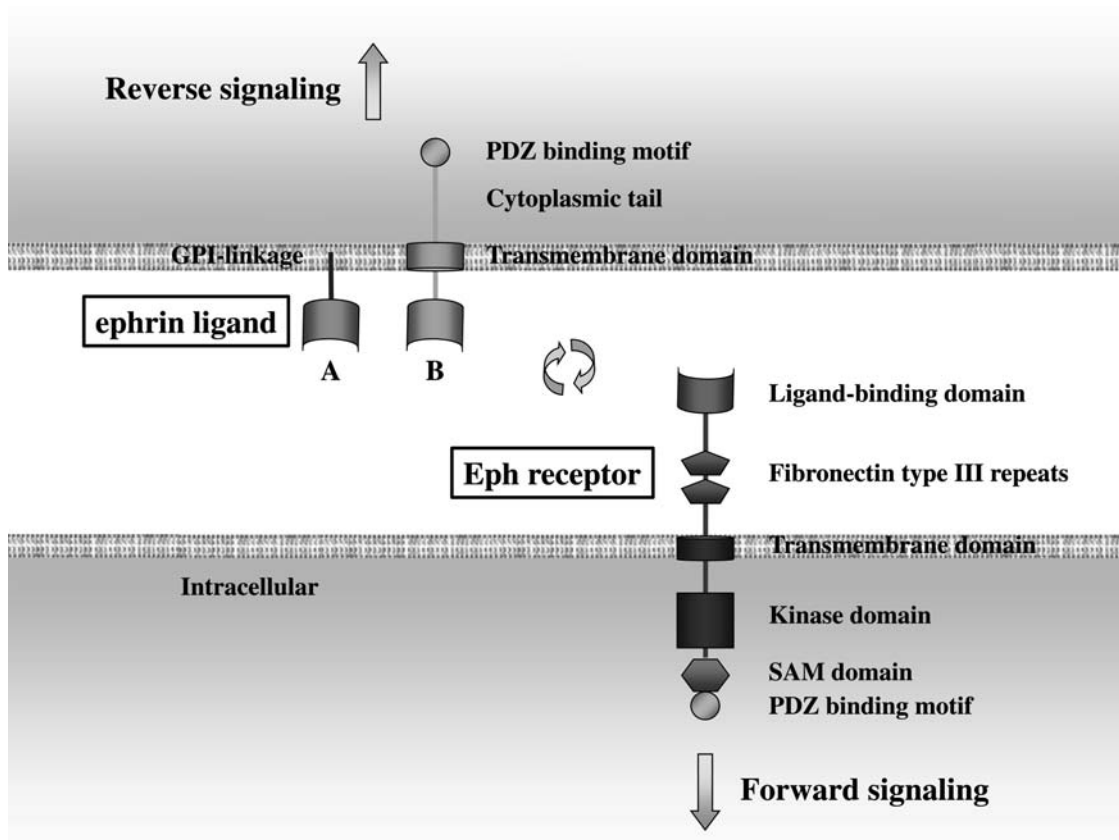 Reverse signaling
PDZ binding motif
Cytoplasmic tail
GPI-linkage
Transmembrane domain
ephrin ligand
A
B
Ligand-binding domain
Eph receptor
Fibronectin type III repeats
Transmembrane domain
Intracellular
Kinase domain
SAM domain
PDZ binding motif
Forward signaling